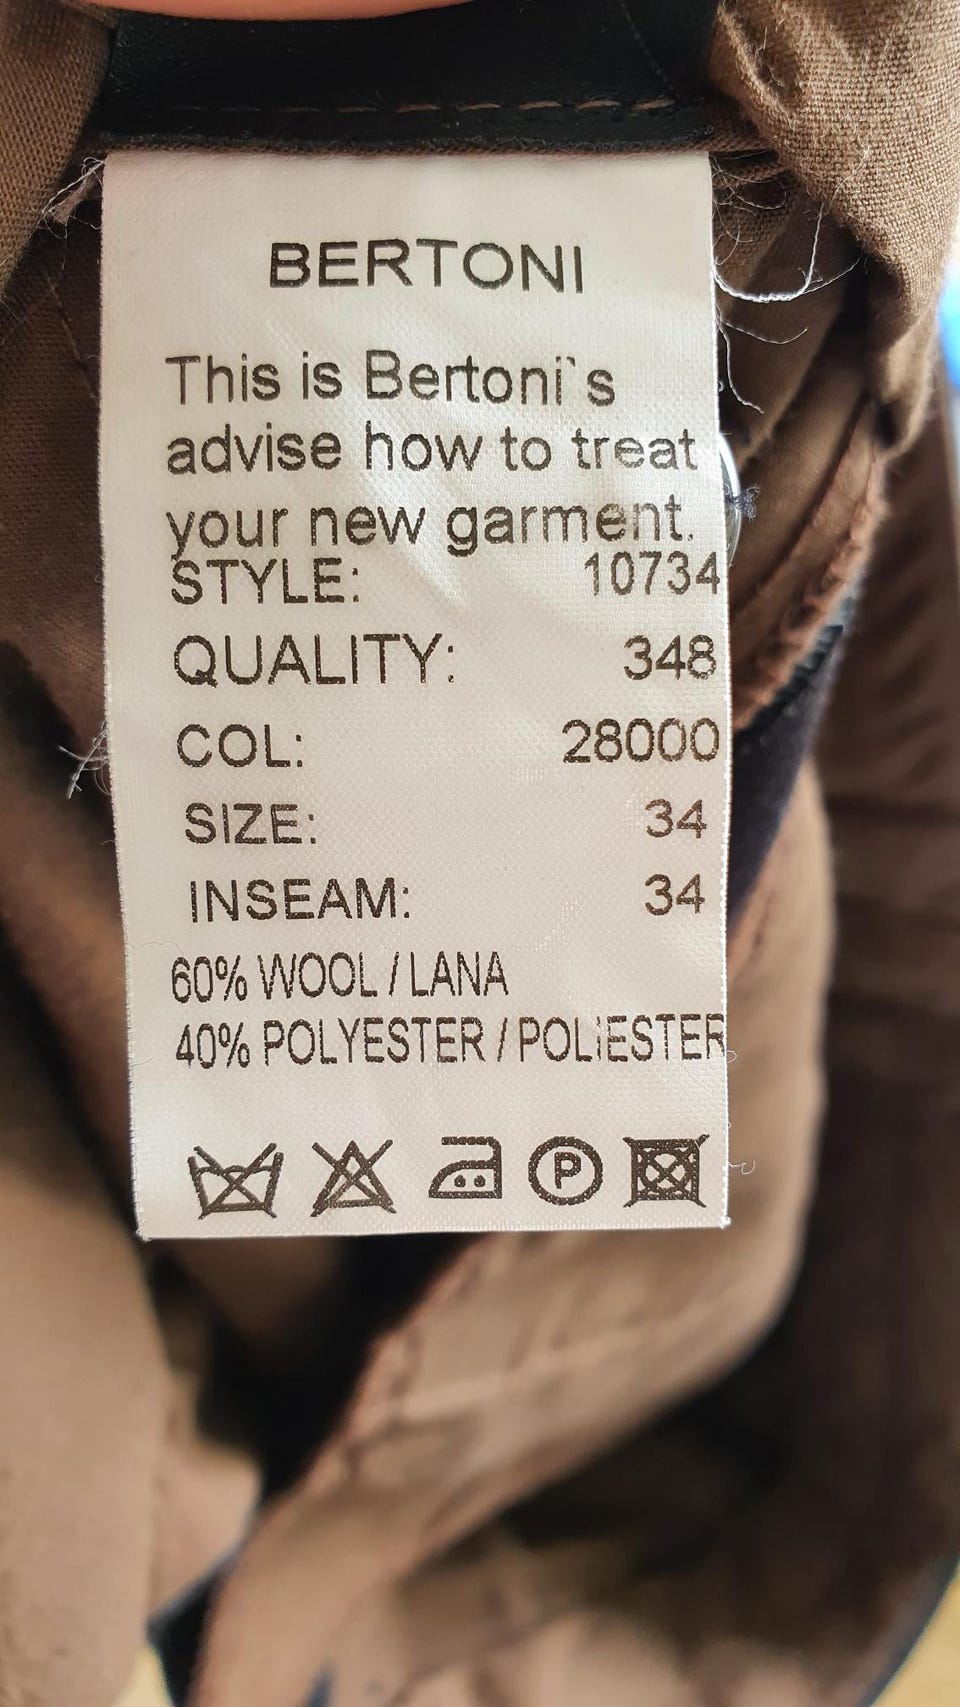 BERTONI
This is Bertoni`s
advise how to treat
your new garment.
STYLE: 10734
QUALITY: 348
COL: 28000
SIZE: 34
INSEAM: 34
60% WOOL / LANA
40% POLYESTER / POLiESTER
P